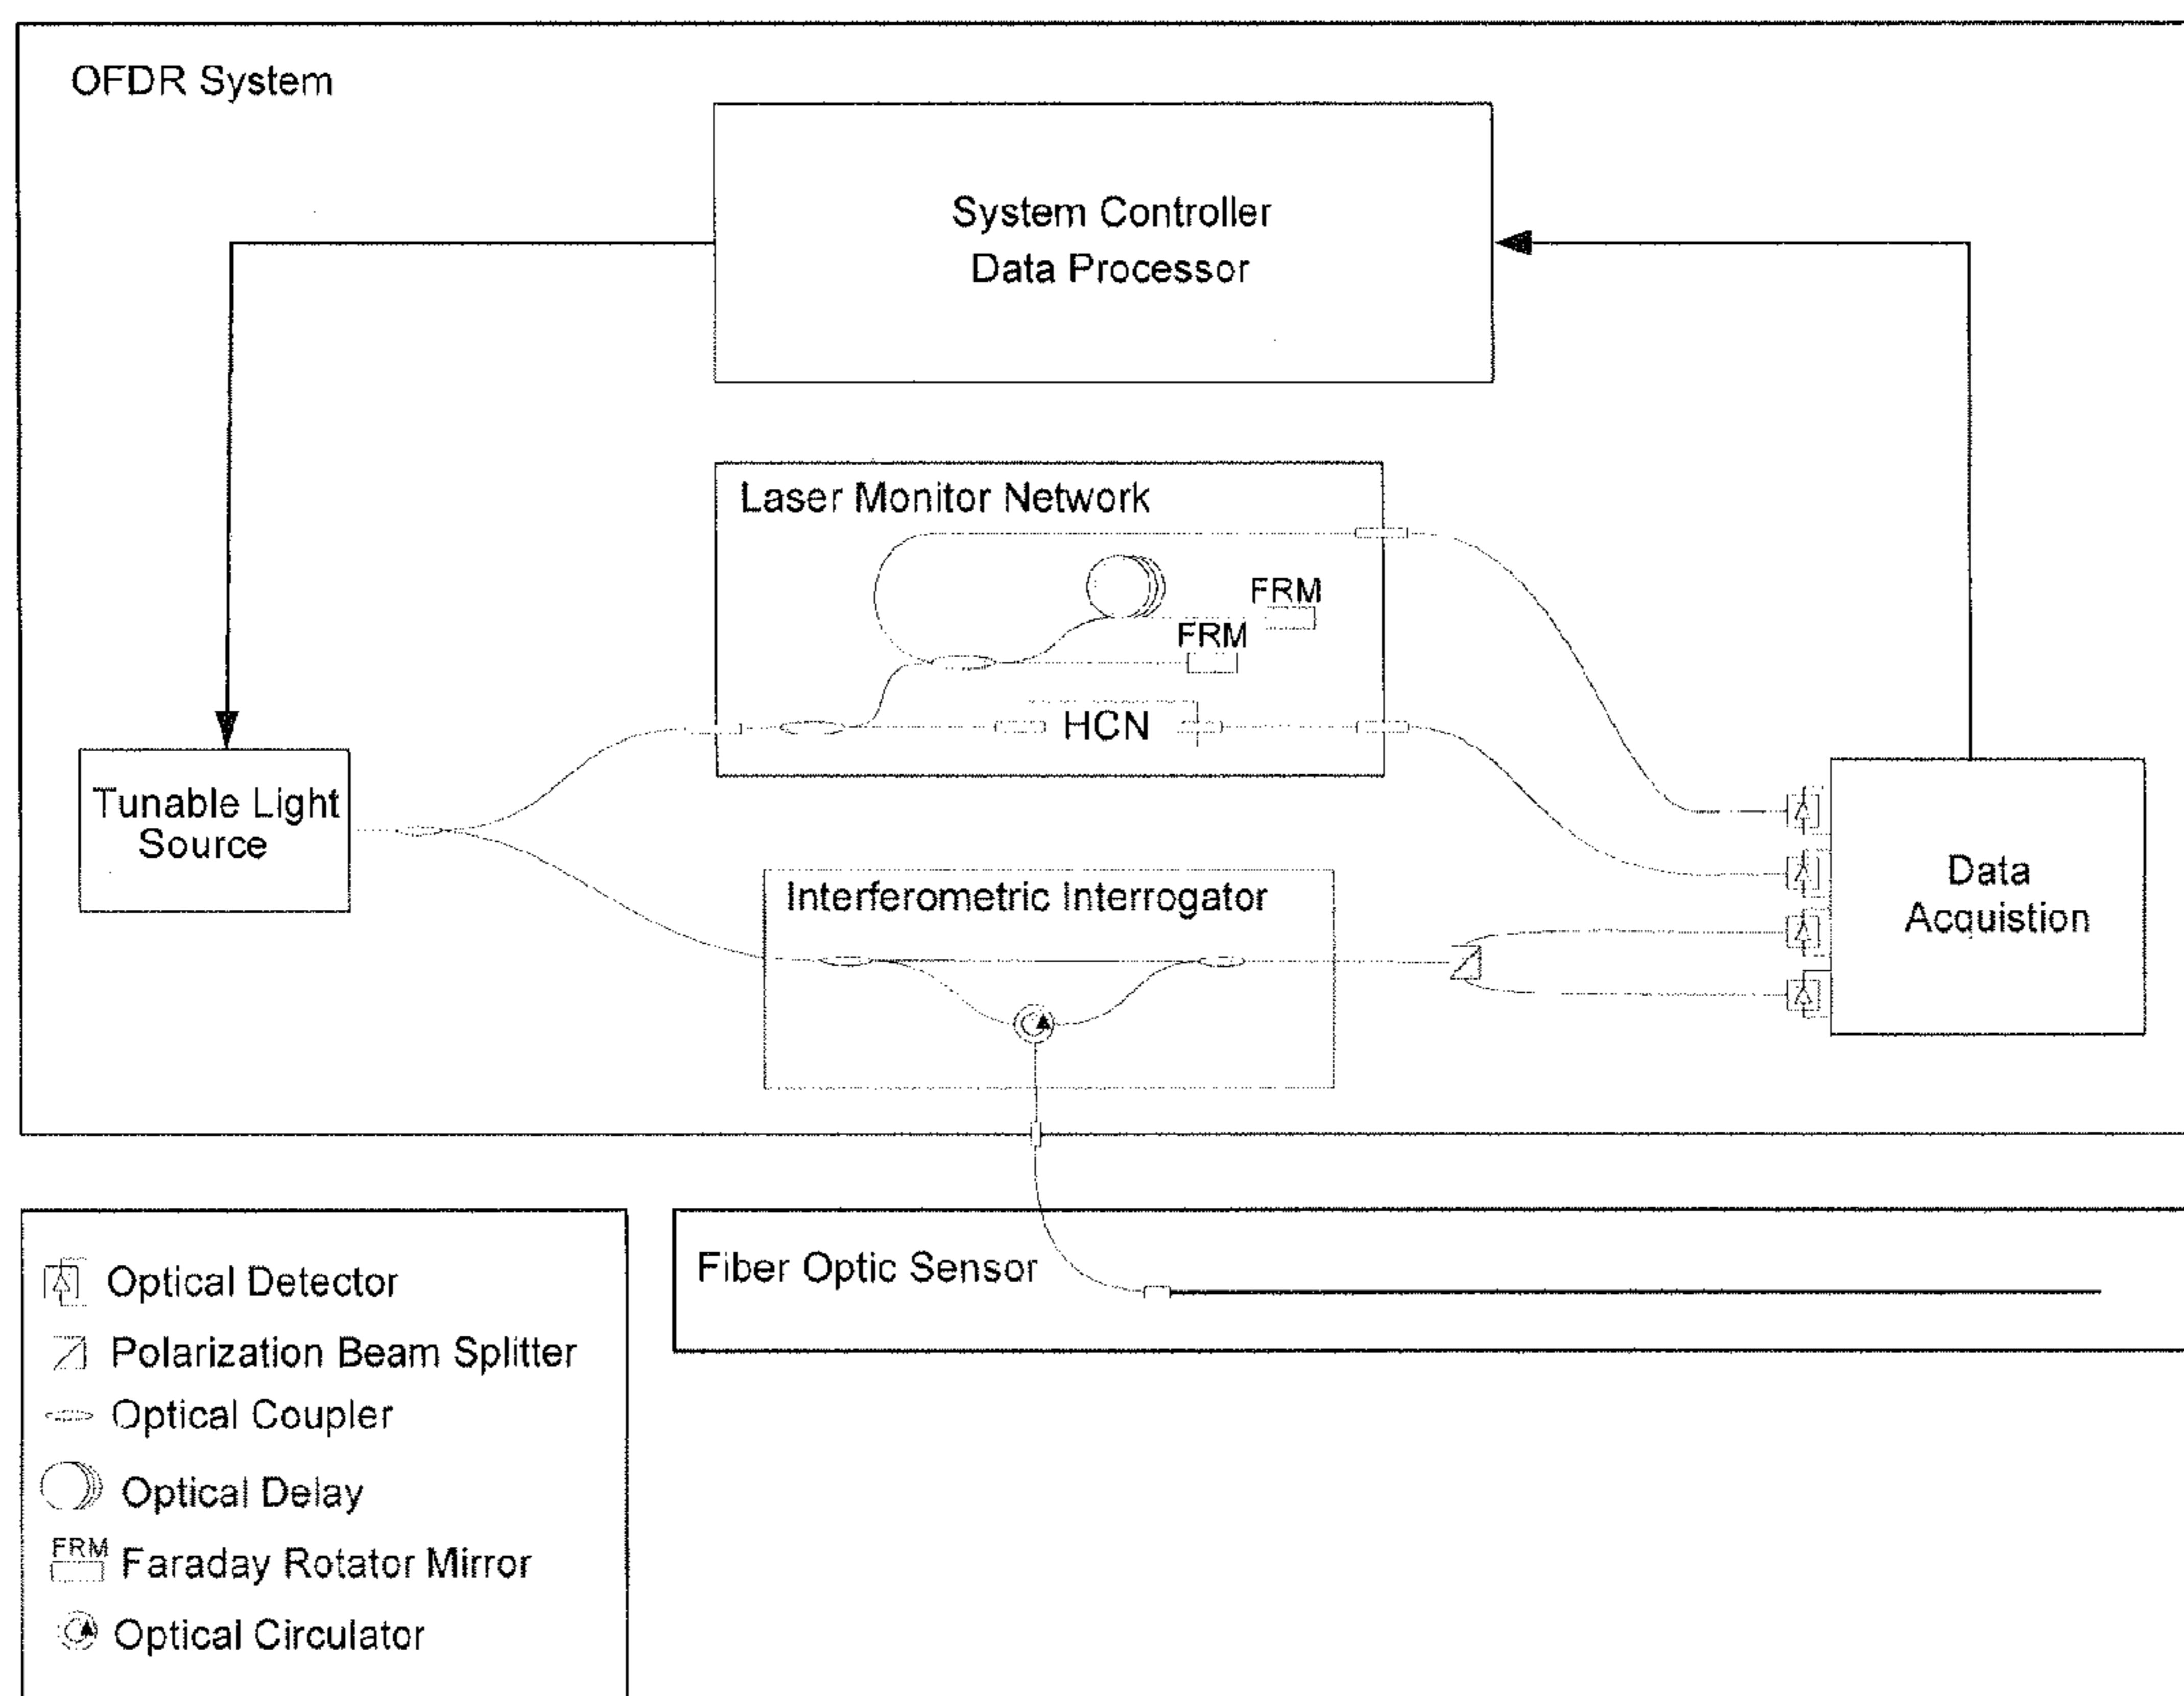 OFDR System
System Controller
Data Processor
Laser Monitor Network
FRM
FRM
HCN
Tunable Light
Source
Interferometric Interrogator
Data
Acquistion
Fiber Optic Sensor
Optical Detector
Polarization Beam Splitter
Optical Coupler
Optical Delay
FRM
Faraday Rotator Mirror
Optical Circulator